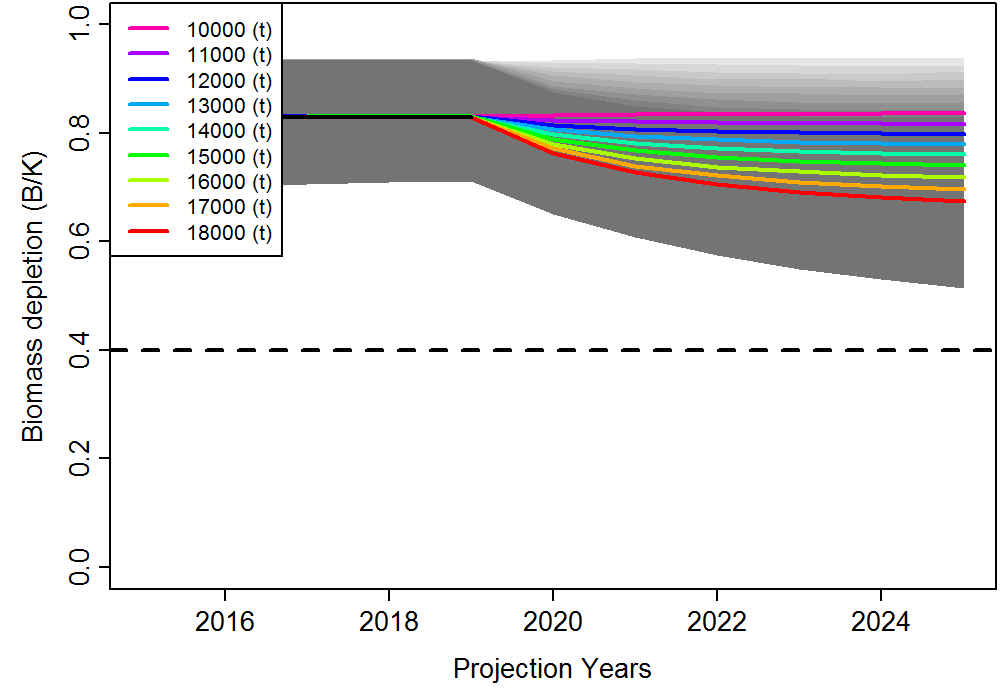 10000 (t)
11000 (t)
12000 (t)
13000 (t)
14000 (t)
15000 (t)
16000 (t)
17000 (t)
18000 (t)
Biomass depletion (B/K)
1.0
0.8
0.6
0.4
0.2
0.0
2016 2018 2020 2022 2024
Projection Years